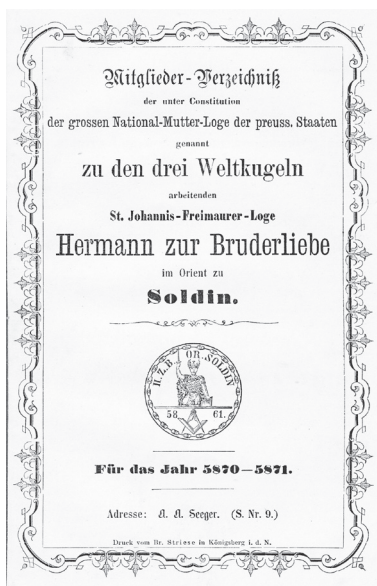 Mitglieder-Verzeichniß
der unter Constitution
der grossen National-Mutter-Loge der preuss. Staaten
genannt
zu den drei Weltkugeln
arbeitenden
St. Johannis-Freimaurer-Loge
Hermann zur Bruderliebe
im Orient zu
Soldin.
H.Z.B. OR. SOLDIN
58 61.
Für das Jahr 5870—5871.
Adresse: A. A. Seeger. (S. Nr. 9.)
Druck vom Br. Striese in Königsberg i. d. N.